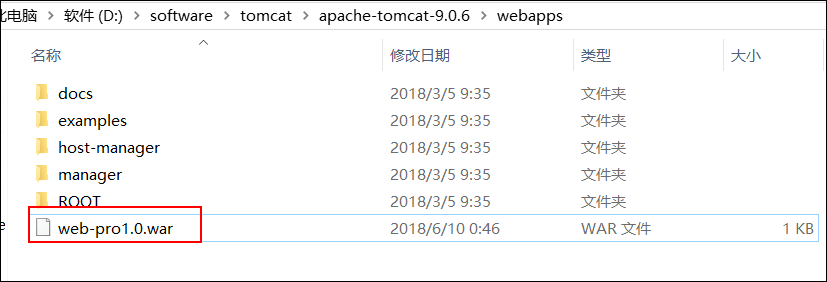 此电脑 › 软件 (D:) › software › tomcat › apache-tomcat-9.0.6 › webapps
名称 修改日期 类型 大小
docs 2018/3/5 9:35 文件夹
examples 2018/3/5 9:35 文件夹
host-manager 2018/3/5 9:35 文件夹
manager 2018/3/5 9:35 文件夹
ROOT 2018/3/5 9:35 文件夹
web-pro1.0.war 2018/6/10 0:46 WAR 文件 1 KB